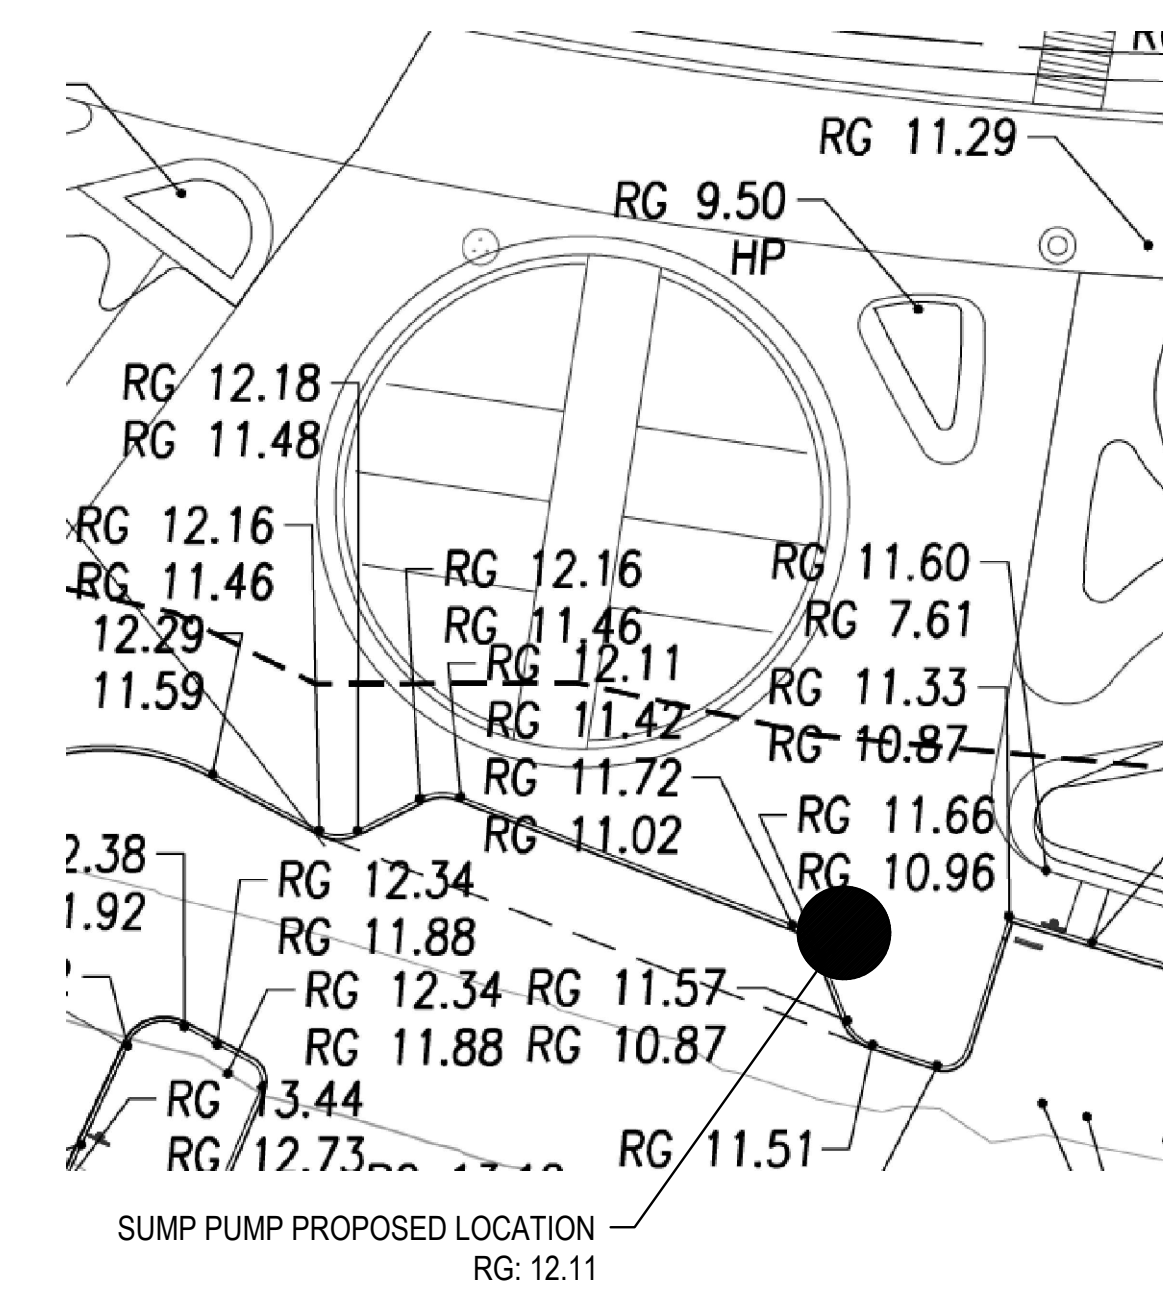 RG 11.29
RG 9.50
HP
RG 12.18
RG 11.48
RG 12.16
RG 11.46
12.29
11.59
RG 12.16
RG 11.46
RG 12.11
RG 11.42
RG 11.72
RG 11.02
RG 11.60
RG 7.61
RG 11.33
RG 10.87
RG 11.66
RG 10.96
2.38
1.92
RG 12.34
RG 11.88
RG 12.34
RG 11.88
RG 11.57
RG 10.87
RG 13.44
RG 12.73
RG 11.51
SUMP PUMP PROPOSED LOCATION
RG: 12.11